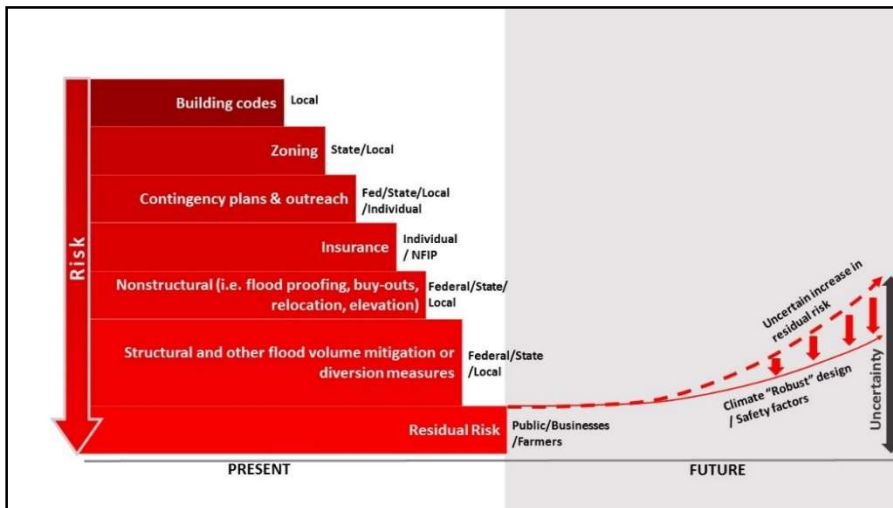 Risk
Building codes
Local
Zoning
State/Local
Contingency plans & outreach
Fed/State/Local
/Individual
Insurance
Individual
/ NFIP
Nonstructural (i.e. flood proofing, buy-outs,
relocation, elevation)
Federal/State/
Local
Structural and other flood volume mitigation or
diversion measures
Federal/State
/Local
Residual Risk
Public/Businesses
/Farmers
Uncertain increase in
residual risk
Climate "Robust" design
/ Safety factors
Uncertainty
PRESENT
FUTURE